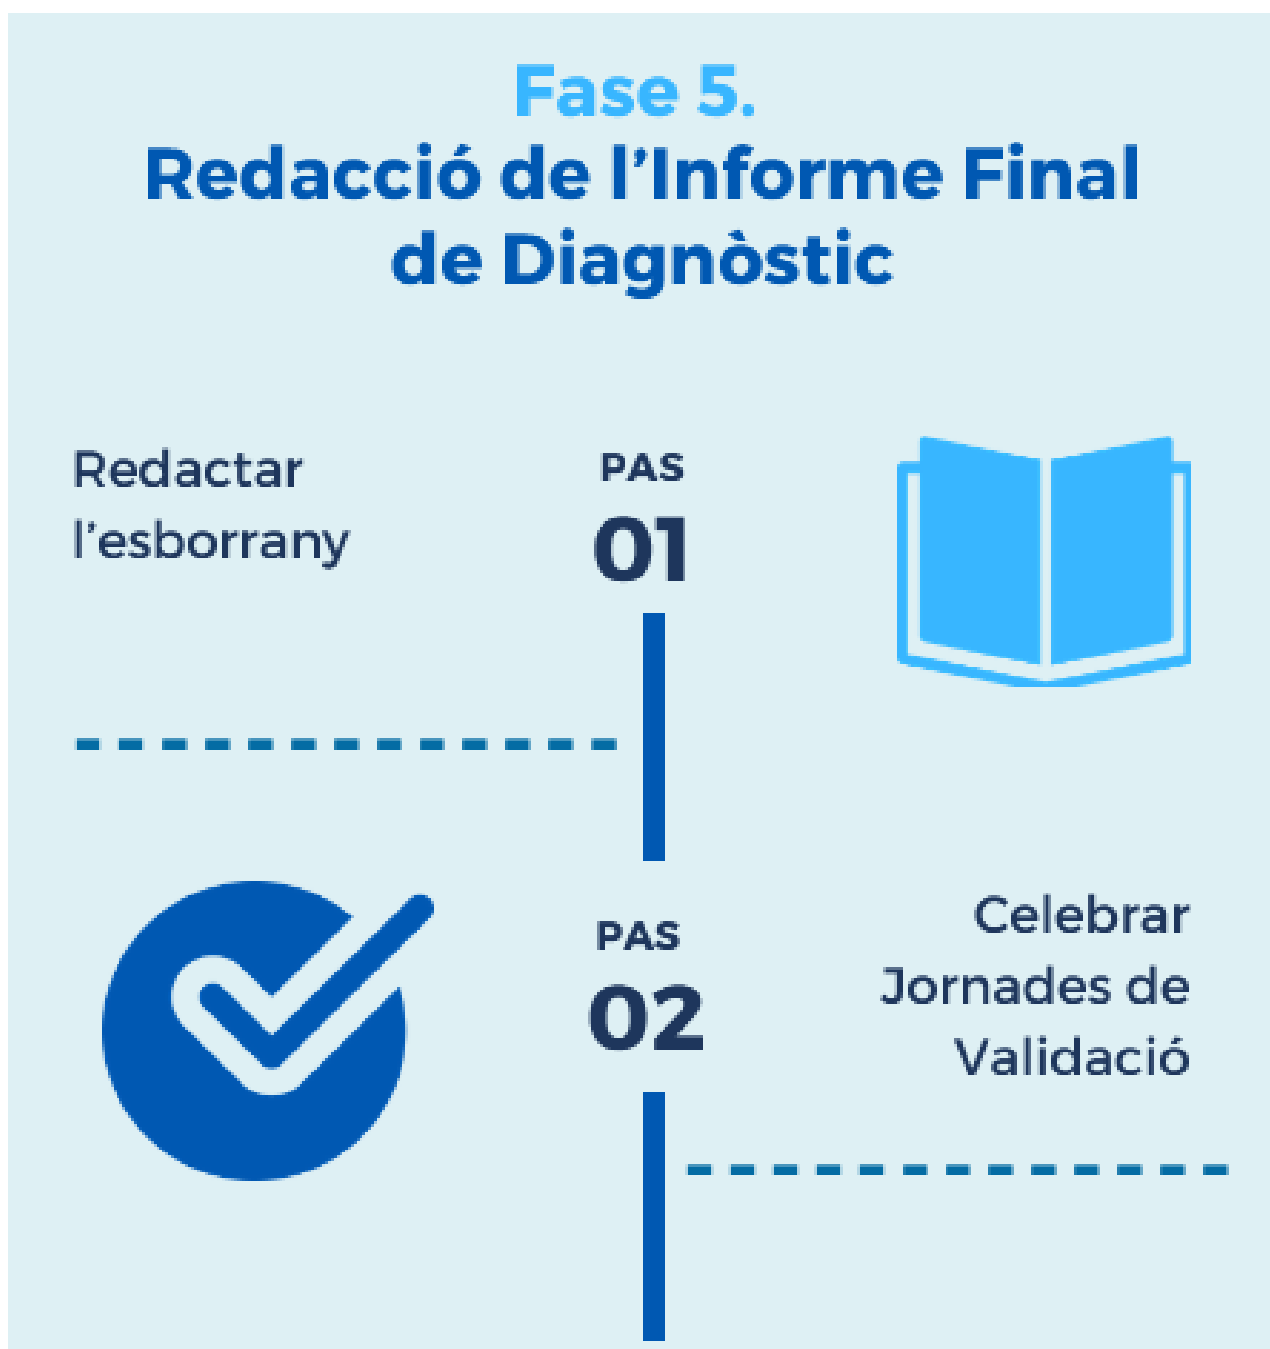 Fase 5.
Redacció de l’Informe Final
de Diagnòstic
Redactar
l’esborrany
PAS
01
PAS
02
Celebrar
Jornades de
Validació